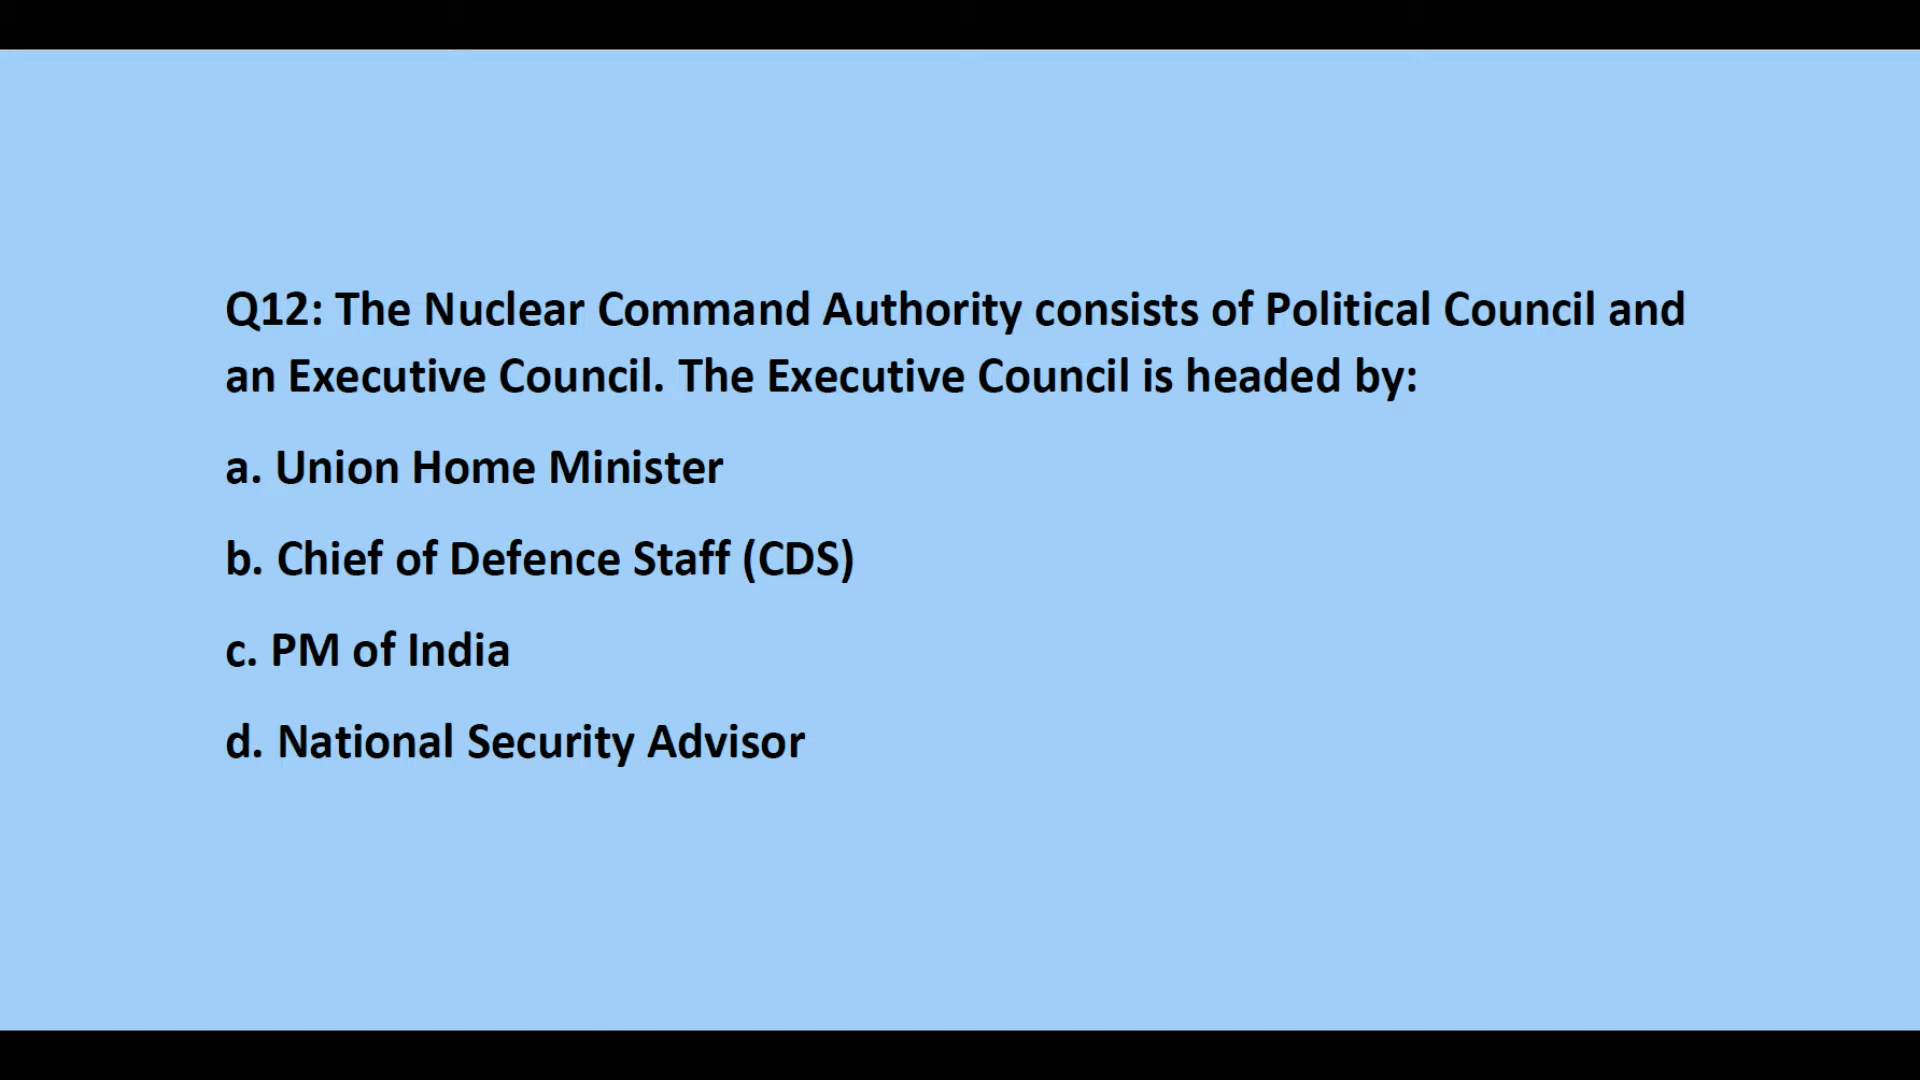 Q12: The Nuclear Command Authority consists of Political Council and
an Executive Council. The Executive Council is headed by:
a. Union Home Minister
b. Chief of Defence Staff (CDS)
c. PM of India
d. National Security Advisor